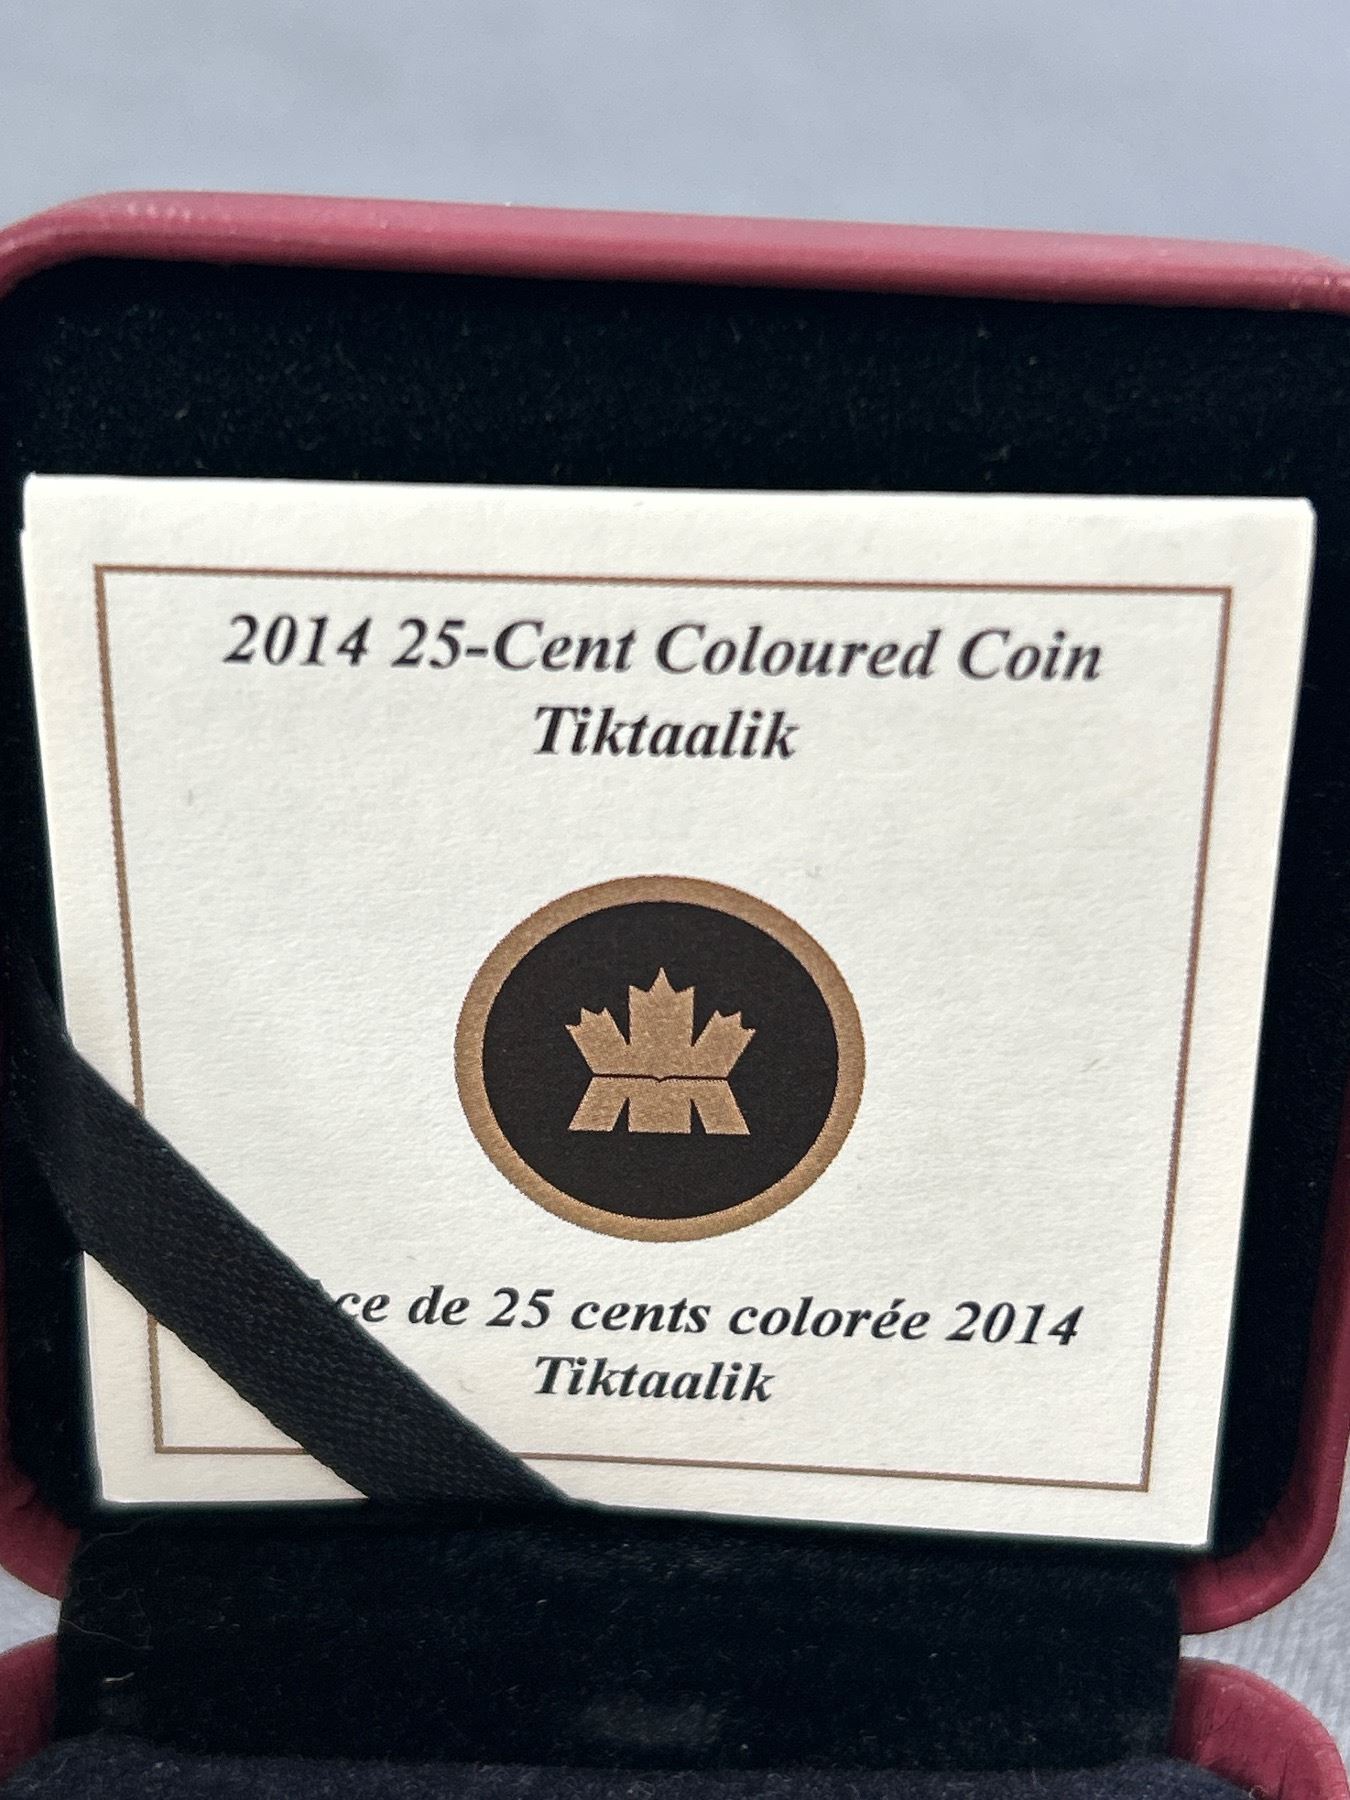 2014 25-Cent Coloured Coin
Tiktaalik
de 25 cents colorée 2014
Tiktaalik